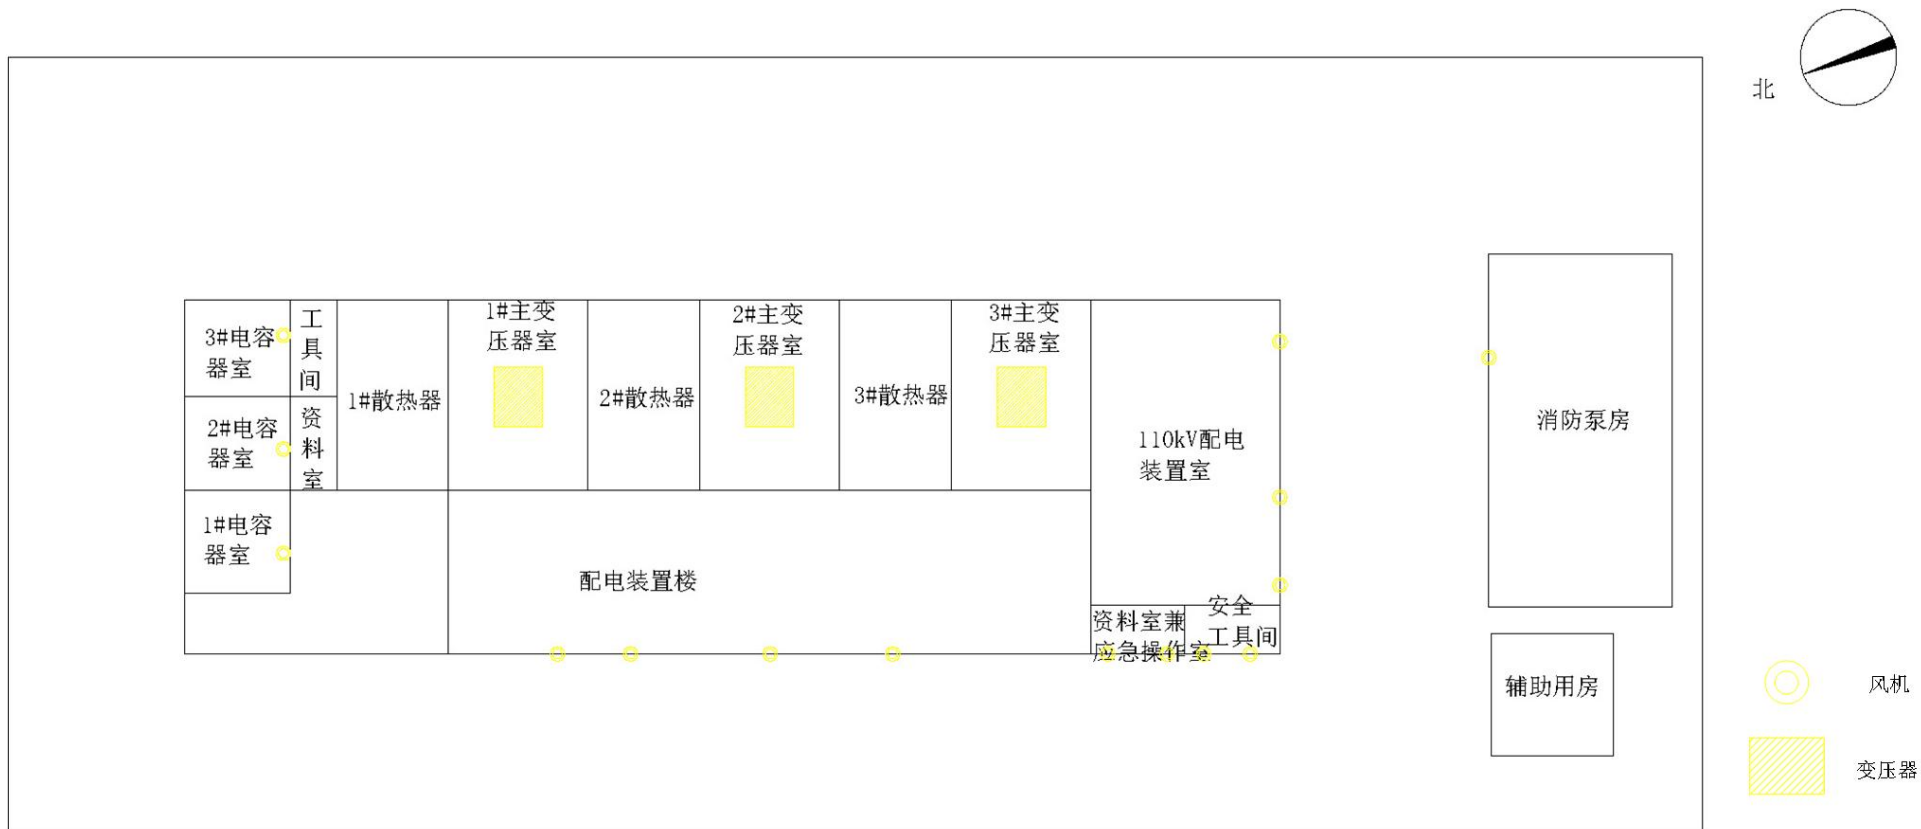 北
3#电容
器室
工
具
间
1#主变
压器室
2#主变
压器室
3#主变
压器室
1#散热器
2#散热器
3#散热器
2#电容
器室
资
料
室
110kV配电
装置室
消防泵房
1#电容
器室
配电装置楼
资料室兼
应急操作室
安全
工具间
辅助用房
风机
变压器